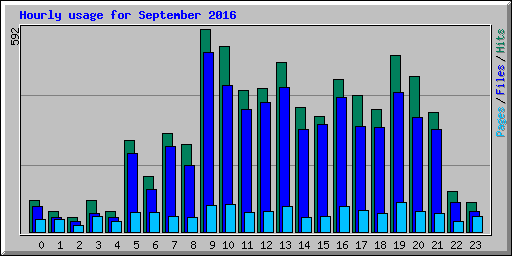 Hourly usage for September 2016
592
Pages / Files / Hits
0 1 2 3 4 5 6 7 8 9 10 11 12 13 14 15 16 17 18 19 20 21 22 23